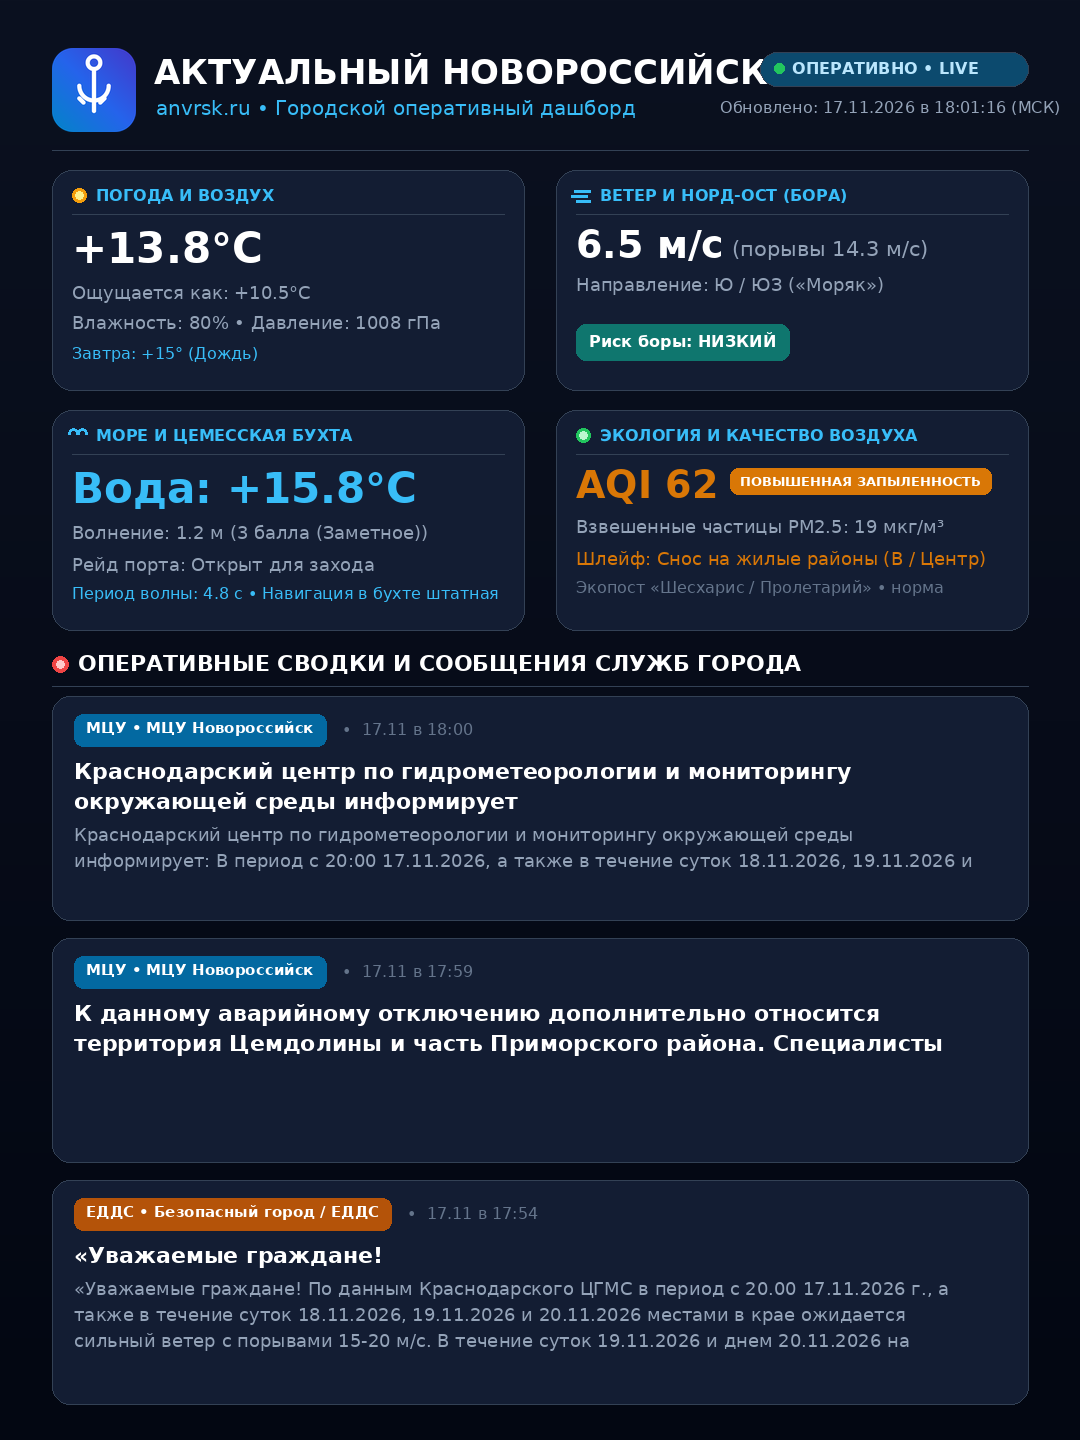 АКТУАЛЬНЫЙ НОВОРОССИЙСК
ОПЕРАТИВНО • LIVE
anvrsk.ru • Городской оперативный дашборд
Обновлено: 17.11.2026 в 18:01:16 (МСК)
ПОГОДА И ВОЗДУХ
+13.8°C
Ощущается как: +10.5°C
Влажность: 80% • Давление: 1008 гПа
Завтра: +15° (Дождь)
ВЕТЕР И НОРД-ОСТ (БОРА)
6.5 м/с (порывы 14.3 м/с)
Направление: Ю / ЮЗ («Моряк»)
Риск боры: НИЗКИЙ
МОРЕ И ЦЕМЕССКАЯ БУХТА
Вода: +15.8°C
Волнение: 1.2 м (3 балла (Заметное))
Рейд порта: Открыт для захода
Период волны: 4.8 с • Навигация в бухте штатная
ЭКОЛОГИЯ И КАЧЕСТВО ВОЗДУХА
AQI 62 ПОВЫШЕННАЯ ЗАПЫЛЕННОСТЬ
Взвешенные частицы PM2.5: 19 мкг/м³
Шлейф: Снос на жилые районы (В / Центр)
Экопост «Шесхарис / Пролетарий» • норма
ОПЕРАТИВНЫЕ СВОДКИ И СООБЩЕНИЯ СЛУЖБ ГОРОДА
МЦУ • МЦУ Новороссийск • 17.11 в 18:00
Краснодарский центр по гидрометеорологии и мониторингу
окружающей среды информирует
Краснодарский центр по гидрометеорологии и мониторингу окружающей среды
информирует: В период с 20:00 17.11.2026, а также в течение суток 18.11.2026, 19.11.2026 и
МЦУ • МЦУ Новороссийск • 17.11 в 17:59
К данному аварийному отключению дополнительно относится
территория Цемдолины и часть Приморского района. Специалисты
ЕДДС • Безопасный город / ЕДДС • 17.11 в 17:54
«Уважаемые граждане!
«Уважаемые граждане! По данным Краснодарского ЦГМС в период с 20.00 17.11.2026 г., а
также в течение суток 18.11.2026, 19.11.2026 и 20.11.2026 местами в крае ожидается
сильный ветер с порывами 15-20 м/с. В течение суток 19.11.2026 и днем 20.11.2026 на